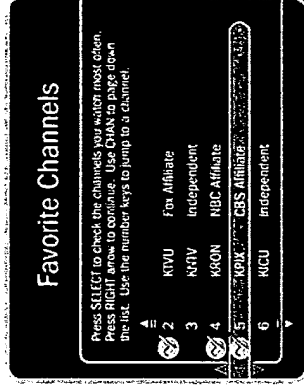 Favorite Channels
Press SELECT to check the channels you watch most often.
Press RIGHT arrow to continue. Use CHAN to page down
the list. Use the number keys to jump to a channel.
2 KTVU Fox Affiliate
3 KNTV Independent
4 KRON NBC Affiliate
5 KPIX CBS Affiliate
6 KICU Independent